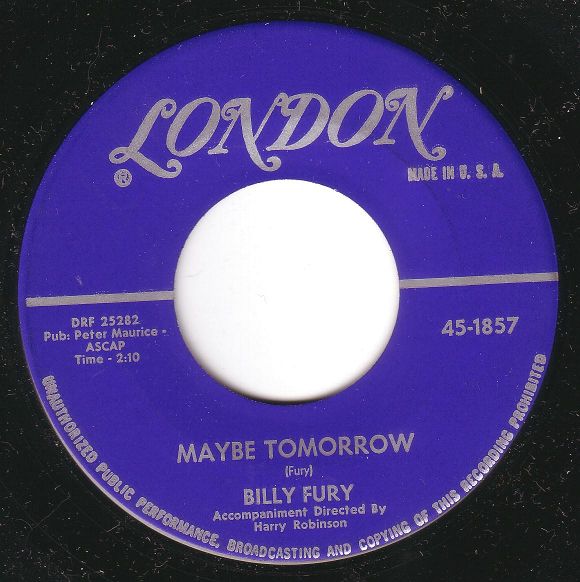 LONDON
®
MADE IN U. S. A.
DRF 25282
Pub: Peter Maurice -
ASCAP
Time - 2:10
45-1857
MAYBE TOMORROW
(Fury)
BILLY FURY
Accompaniment Directed By
Harry Robinson
UNAUTHORIZED PUBLIC PERFORMANCE, BROADCASTING AND COPYING OF THIS RECORDING PROHIBITED